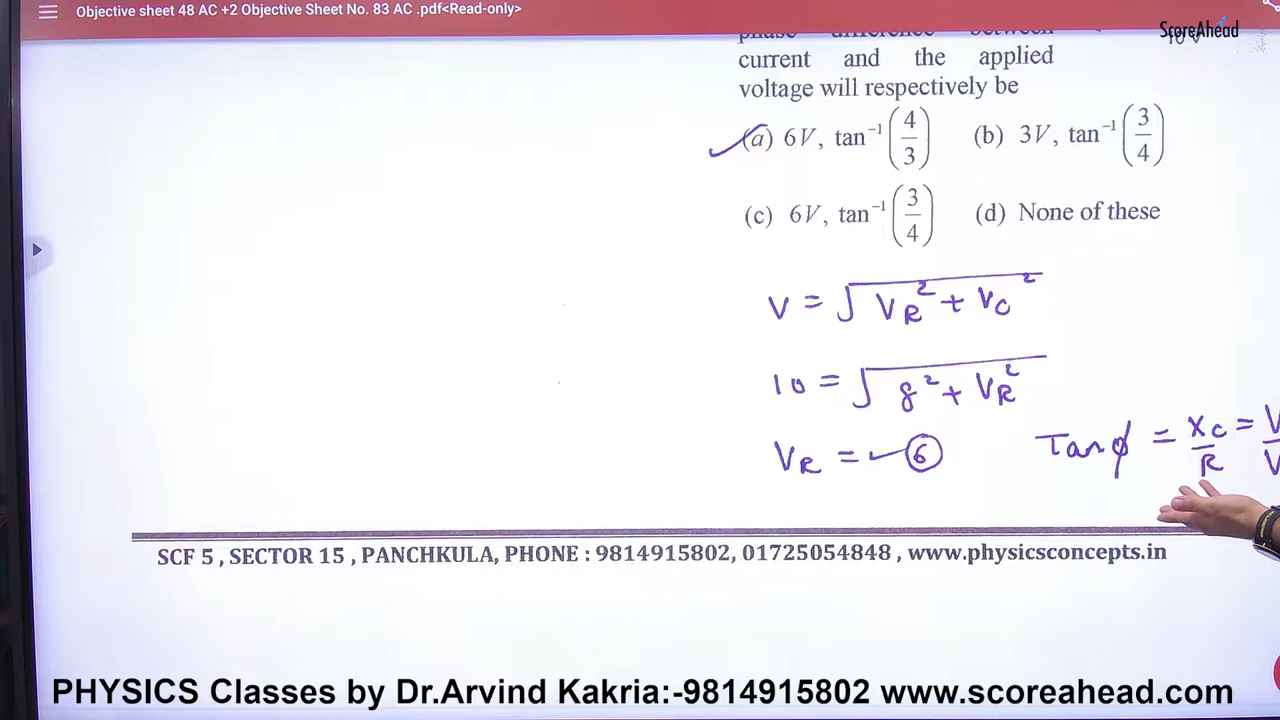 Objective sheet 48 AC +2 Objective Sheet No. 83 AC .pdf<Read-only>
ScoreAhead
phase difference between
current and the applied
voltage will respectively be
(a) 6V, tan⁻¹(4/3) (b) 3V, tan⁻¹(3/4)
(c) 6V, tan⁻¹(3/4) (d) None of these
V = √(V_R² + V_C²)
10 = √(8² + V_R²)
V_R = 6
Tan φ = X_C/R = V/V
SCF 5 , SECTOR 15 , PANCHKULA, PHONE : 9814915802, 01725054848 , www.physicsconcepts.in
PHYSICS Classes by Dr.Arvind Kakria:-9814915802 www.scoreahead.com